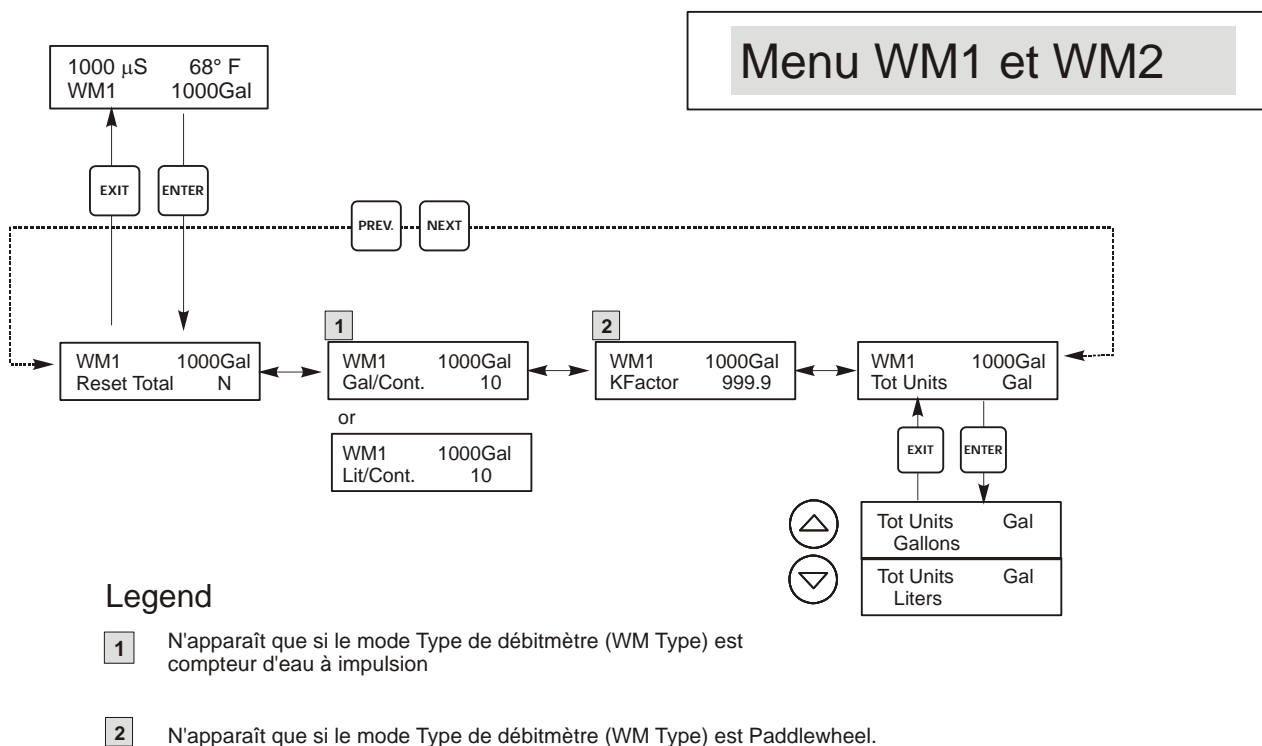 Menu WM1 et WM2
1000 μS 68° F
WM1 1000Gal
EXIT ENTER
PREV. NEXT
1
2
WM1 1000Gal
Reset Total N
WM1 1000Gal
Gal/Cont. 10
or
WM1 1000Gal
Lit/Cont. 10
WM1 1000Gal
KFactor 999.9
WM1 1000Gal
Tot Units Gal
EXIT ENTER
Tot Units Gal
Gallons
Tot Units Gal
Liters
Legend
1 N'apparaît que si le mode Type de débitmètre (WM Type) est
compteur d'eau à impulsion
2 N'apparaît que si le mode Type de débitmètre (WM Type) est Paddlewheel.